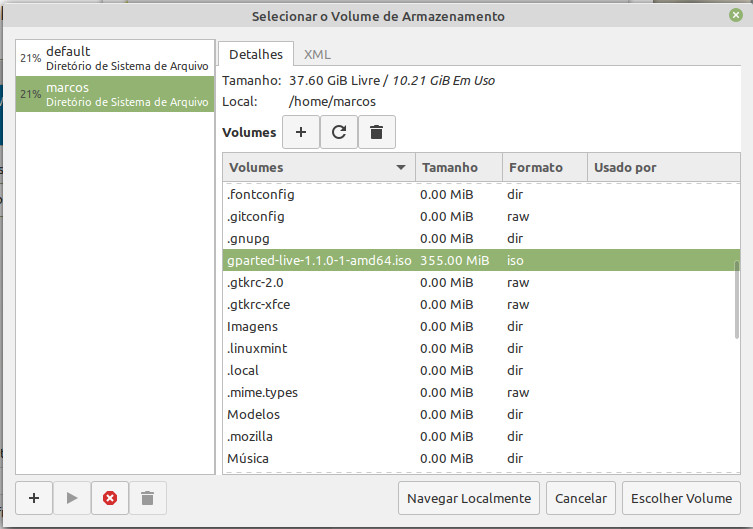 Selecionar o Volume de Armazenamento
21% default
Diretório de Sistema de Arquivo
21% marcos
Diretório de Sistema de Arquivo
Detalhes XML
Tamanho: 37.60 GiB Livre / 10.21 GiB Em Uso
Local: /home/marcos
Volumes
Volumes Tamanho Formato Usado por
.fontconfig 0.00 MiB dir
.gitconfig 0.00 MiB raw
.gnupg 0.00 MiB dir
gparted-live-1.1.0-1-amd64.iso 355.00 MiB iso
.gtkrc-2.0 0.00 MiB raw
.gtkrc-xfce 0.00 MiB raw
Imagens 0.00 MiB dir
.linuxmint 0.00 MiB dir
.local 0.00 MiB dir
.mime.types 0.00 MiB raw
Modelos 0.00 MiB dir
.mozilla 0.00 MiB dir
Música 0.00 MiB dir
Navegar Localmente Cancelar Escolher Volume